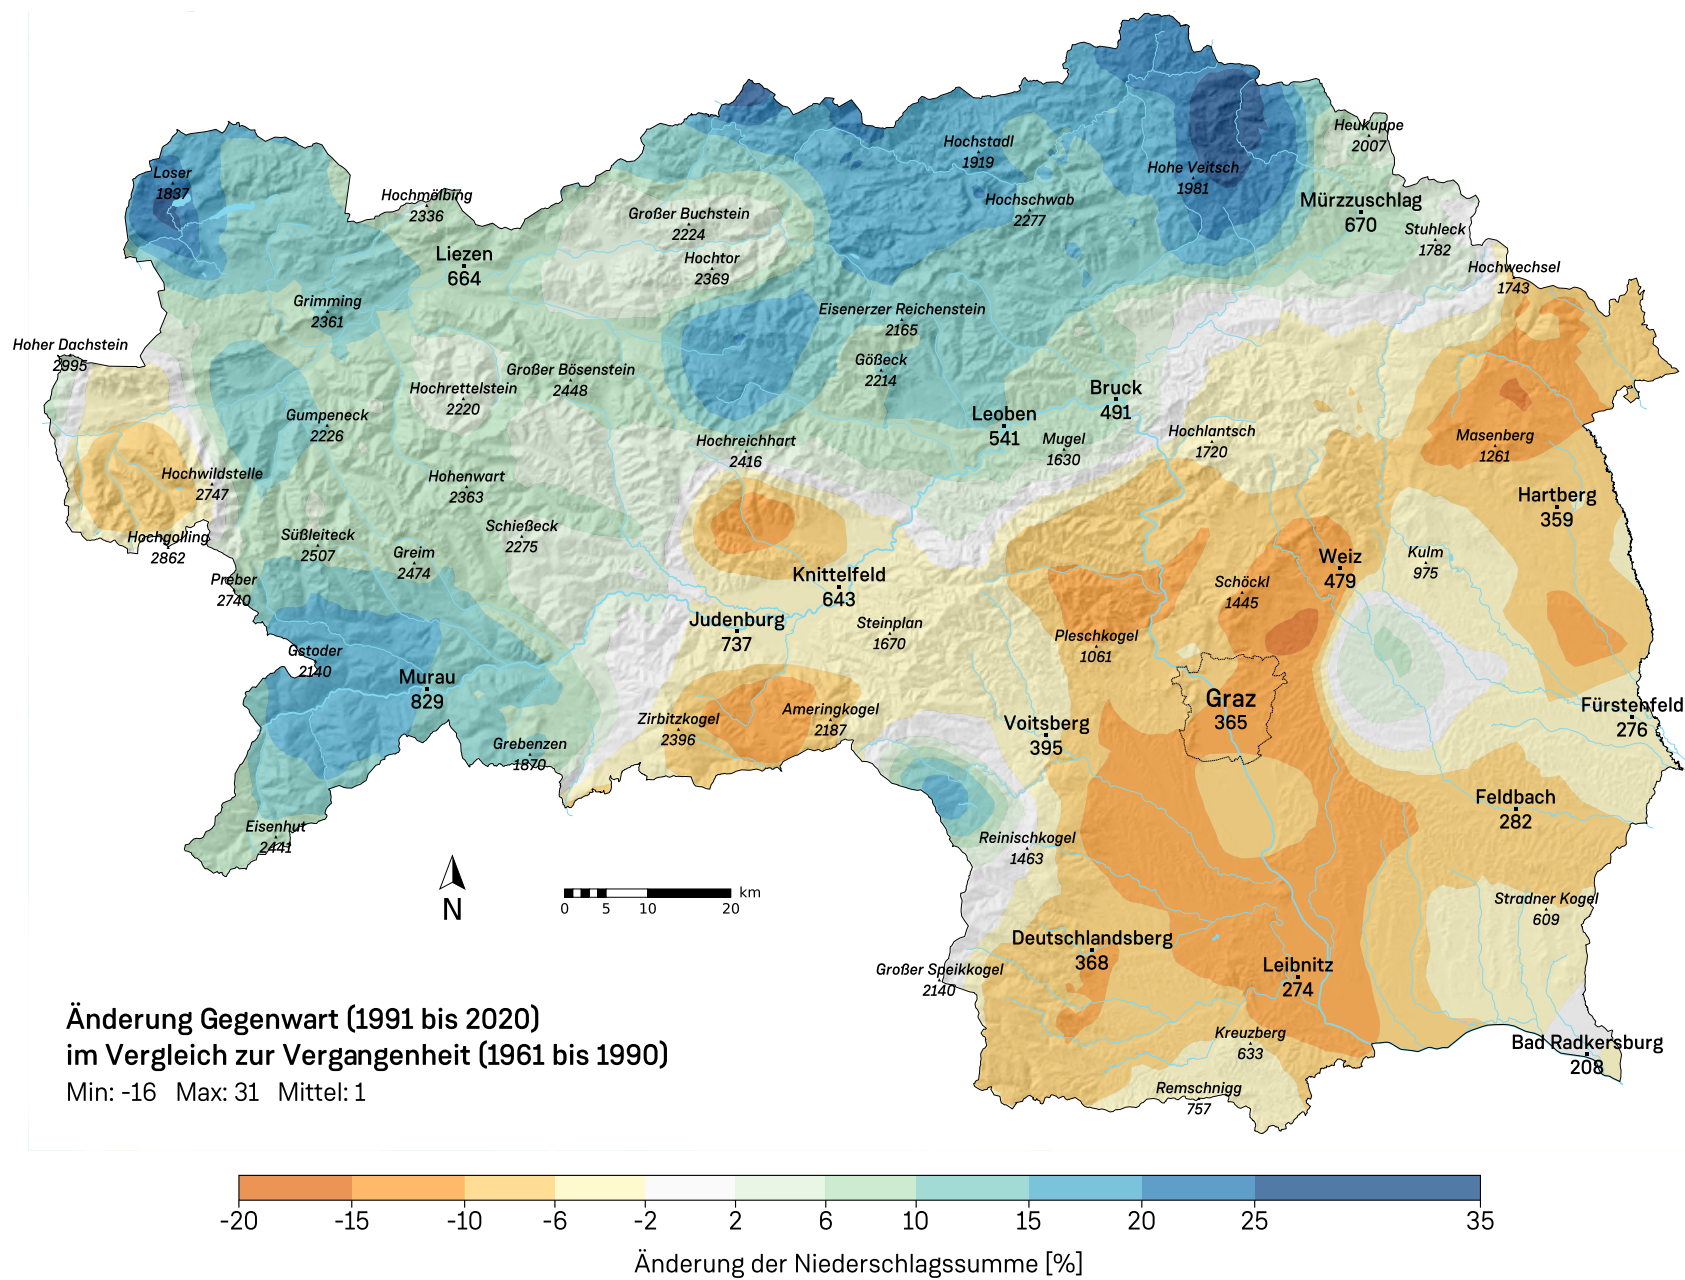 Heukuppe
2007
Hochstadl
1919
Hohe Veitsch
1981
Loser
1837
Hochmölbing
2336
Hochschwab
2277
Mürzzuschlag
670
Großer Buchstein
2224
Stuhleck
1782
Liezen
664
Hochtor
2369
Hochwechsel
1743
Grimming
2361
Eisenerzer Reichenstein
2165
Hoher Dachstein
2995
Gößeck
2214
Großer Bösenstein
2448
Hochrettelstein
2220
Bruck
491
Gumpeneck
2226
Leoben
541
Hochreichhart
2416
Mugel
1630
Hochlantsch
1720
Masenberg
1261
Hochwildstelle
2747
Hohenwart
2363
Hartberg
359
Hochgolling
2862
Süßleiteck
2507
Schießeck
2275
Greim
2474
Weiz
479
Kulm
975
Preber
2740
Knittelfeld
643
Schöckl
1445
Judenburg
737
Steinplan
1670
Pleschkogel
1061
Gstoder
2140
Murau
829
Graz
365
Fürstenfeld
276
Zirbitzkogel
2396
Ameringkogel
2187
Voitsberg
395
Grebenzen
1870
Feldbach
282
Eisenhut
2441
Reinischkogel
1463
N
km
0 5 10 20
Stradner Kogel
609
Deutschlandsberg
368
Großer Speikkogel
2140
Leibnitz
274
Änderung Gegenwart (1991 bis 2020)
im Vergleich zur Vergangenheit (1961 bis 1990)
Min: -16 Max: 31 Mittel: 1
Kreuzberg
633
Bad Radkersburg
208
Remschnigg
757
-20 -15 -10 -6 -2 2 6 10 15 20 25 35
Änderung der Niederschlagssumme [%]